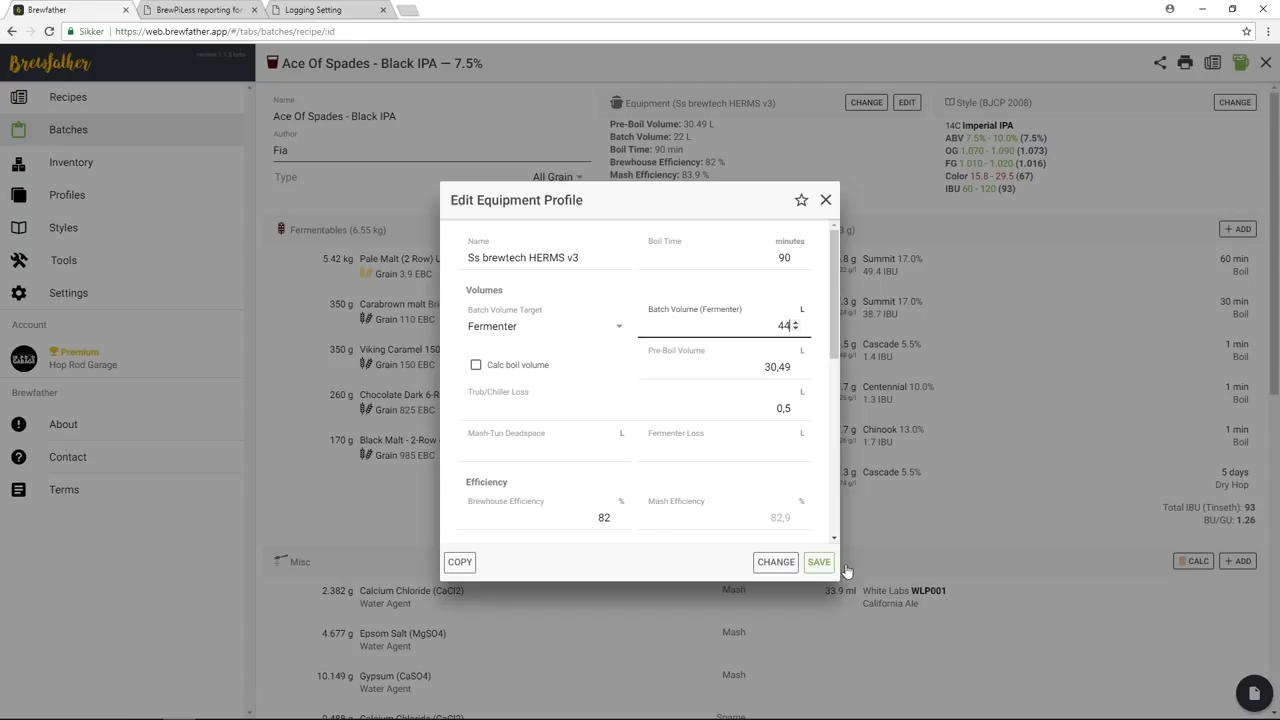 Brewfather
BrewPiLess reporting for
Logging Setting
Sikker
https://web.brewfather.app/#/tabs/batches/recipe/:id
Brewfather
version 1.1.5 beta
Recipes
Batches
Inventory
Profiles
Styles
Tools
Settings
Account
Premium
Hop Rod Garage
Brewfather
About
Contact
Terms
Ace Of Spades - Black IPA — 7.5%
Name
Ace Of Spades - Black IPA
Author
Fia
Type
All Grain
Equipment (Ss brewtech HERMS v3)
CHANGE
EDIT
Pre-Boil Volume: 30.49 L
Batch Volume: 22 L
Boil Time: 90 min
Brewhouse Efficiency: 82 %
Mash Efficiency: 83.9 %
Style (BJCP 2008)
CHANGE
14C Imperial IPA
ABV 7.5% - 10.0% (7.5%)
OG 1.070 - 1.090 (1.073)
FG 1.010 - 1.020 (1.016)
Color 15.8 - 29.5 (67)
IBU 60 - 120 (93)
Fermentables (6.55 kg)
5.42 kg Pale Malt (2 Row) U
Grain 3.9 EBC
350 g Carabrown malt Bri
Grain 110 EBC
350 g Viking Caramel 150
Grain 150 EBC
260 g Chocolate Dark 6-R
Grain 825 EBC
170 g Black Malt - 2-Row
Grain 985 EBC
Edit Equipment Profile
Name
Ss brewtech HERMS v3
Boil Time
minutes
90
Volumes
Batch Volume Target
Fermenter
Batch Volume (Fermenter)
L
44
Calc boil volume
Pre-Boil Volume
L
30,49
Trub/Chiller Loss
L
0,5
Mash-Tun Deadspace
L
Fermenter Loss
L
Efficiency
Brewhouse Efficiency
%
82
Mash Efficiency
%
82,9
COPY
CHANGE
SAVE
3 g)
+ ADD
.8 g Summit 17.0%
49.4 IBU
60 min
Boil
.3 g Summit 17.0%
38.7 IBU
30 min
Boil
.5 g Cascade 5.5%
1.4 IBU
1 min
Boil
.7 g Centennial 10.0%
1.3 IBU
1 min
Boil
.7 g Chinook 13.0%
1.7 IBU
1 min
Boil
.3 g Cascade 5.5%
5 days
Dry Hop
Total IBU (Tinseth): 93
BU/GU: 1.26
Misc
CALC
+ ADD
2.382 g Calcium Chloride (CaCl2)
Water Agent
Mash
4.677 g Epsom Salt (MgSO4)
Water Agent
Mash
10.149 g Gypsum (CaSO4)
Water Agent
Mash
33.9 ml White Labs WLP001
California Ale